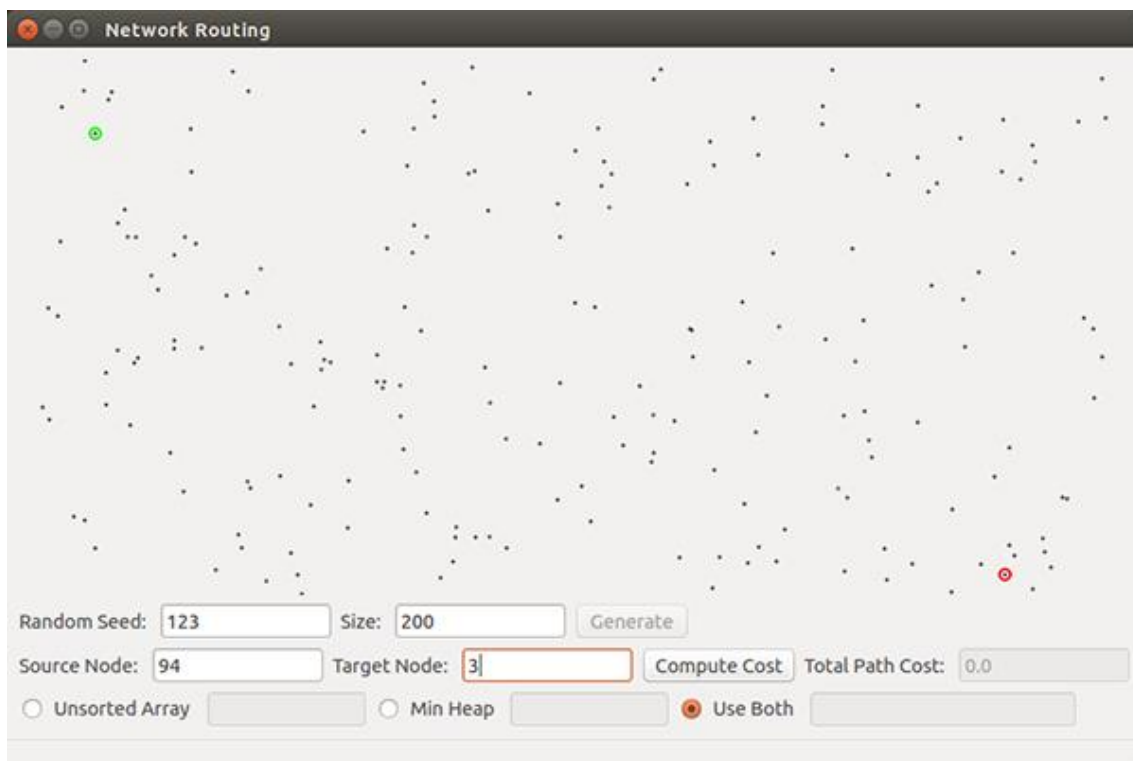 Network Routing
Random Seed: 123 Size: 200 Generate
Source Node: 94 Target Node: 3 Compute Cost Total Path Cost: 0.0
Unsorted Array Min Heap Use Both